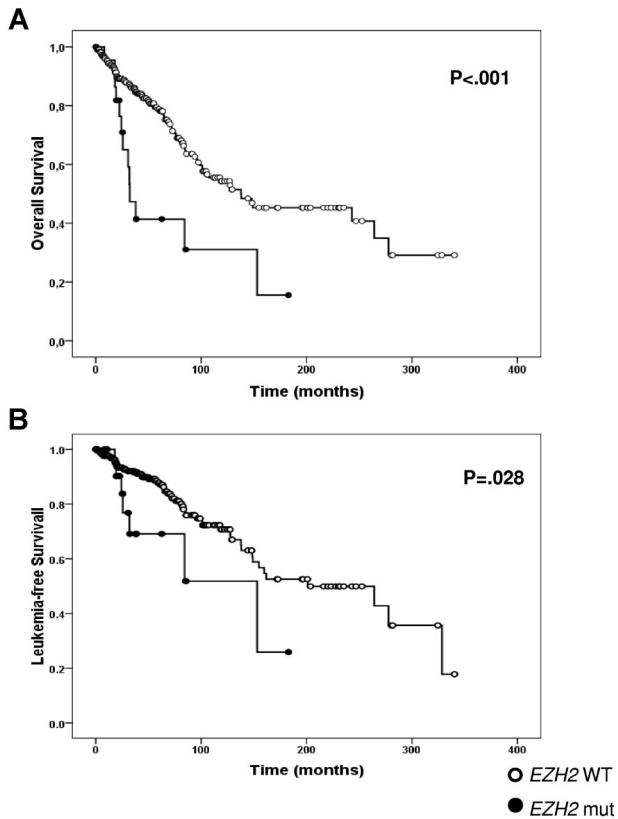 A
P<.001
Overall Survival
1,0
0,8
0,6
0,4
0,2
0,0
0
100
200
300
400
Time (months)
B
P=.028
Leukemia-free Survivall
1.0
0.8
0.6
0.4
0.2
0.0
0
100
200
300
400
Time (months)
EZH2 WT
EZH2 mut